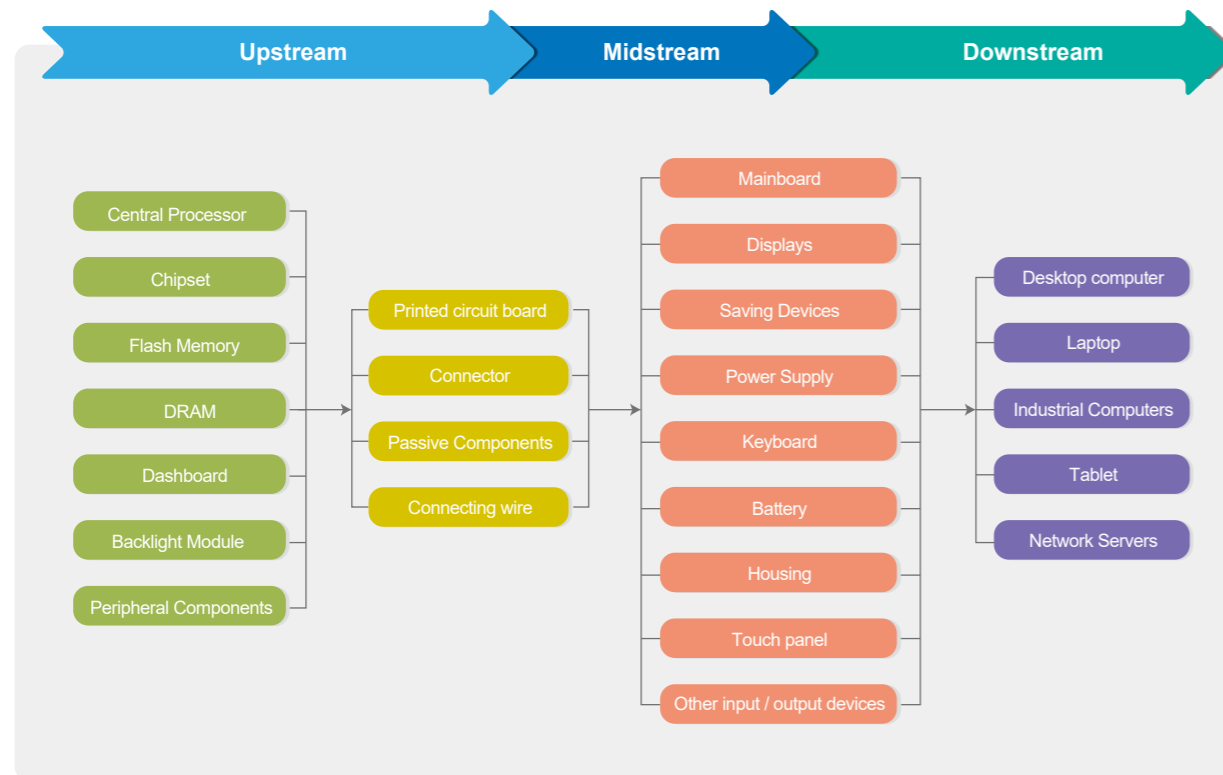 Upstream
Midstream
Downstream
Central Processor
Chipset
Flash Memory
DRAM
Dashboard
Backlight Module
Peripheral Components
Printed circuit board
Connector
Passive Components
Connecting wire
Mainboard
Displays
Saving Devices
Power Supply
Keyboard
Battery
Housing
Touch panel
Other input / output devices
Desktop computer
Laptop
Industrial Computers
Tablet
Network Servers